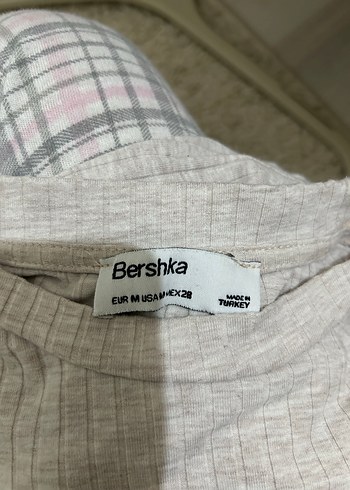 Bershka
EUR M USA M MEX 28
MADE IN
TURKEY